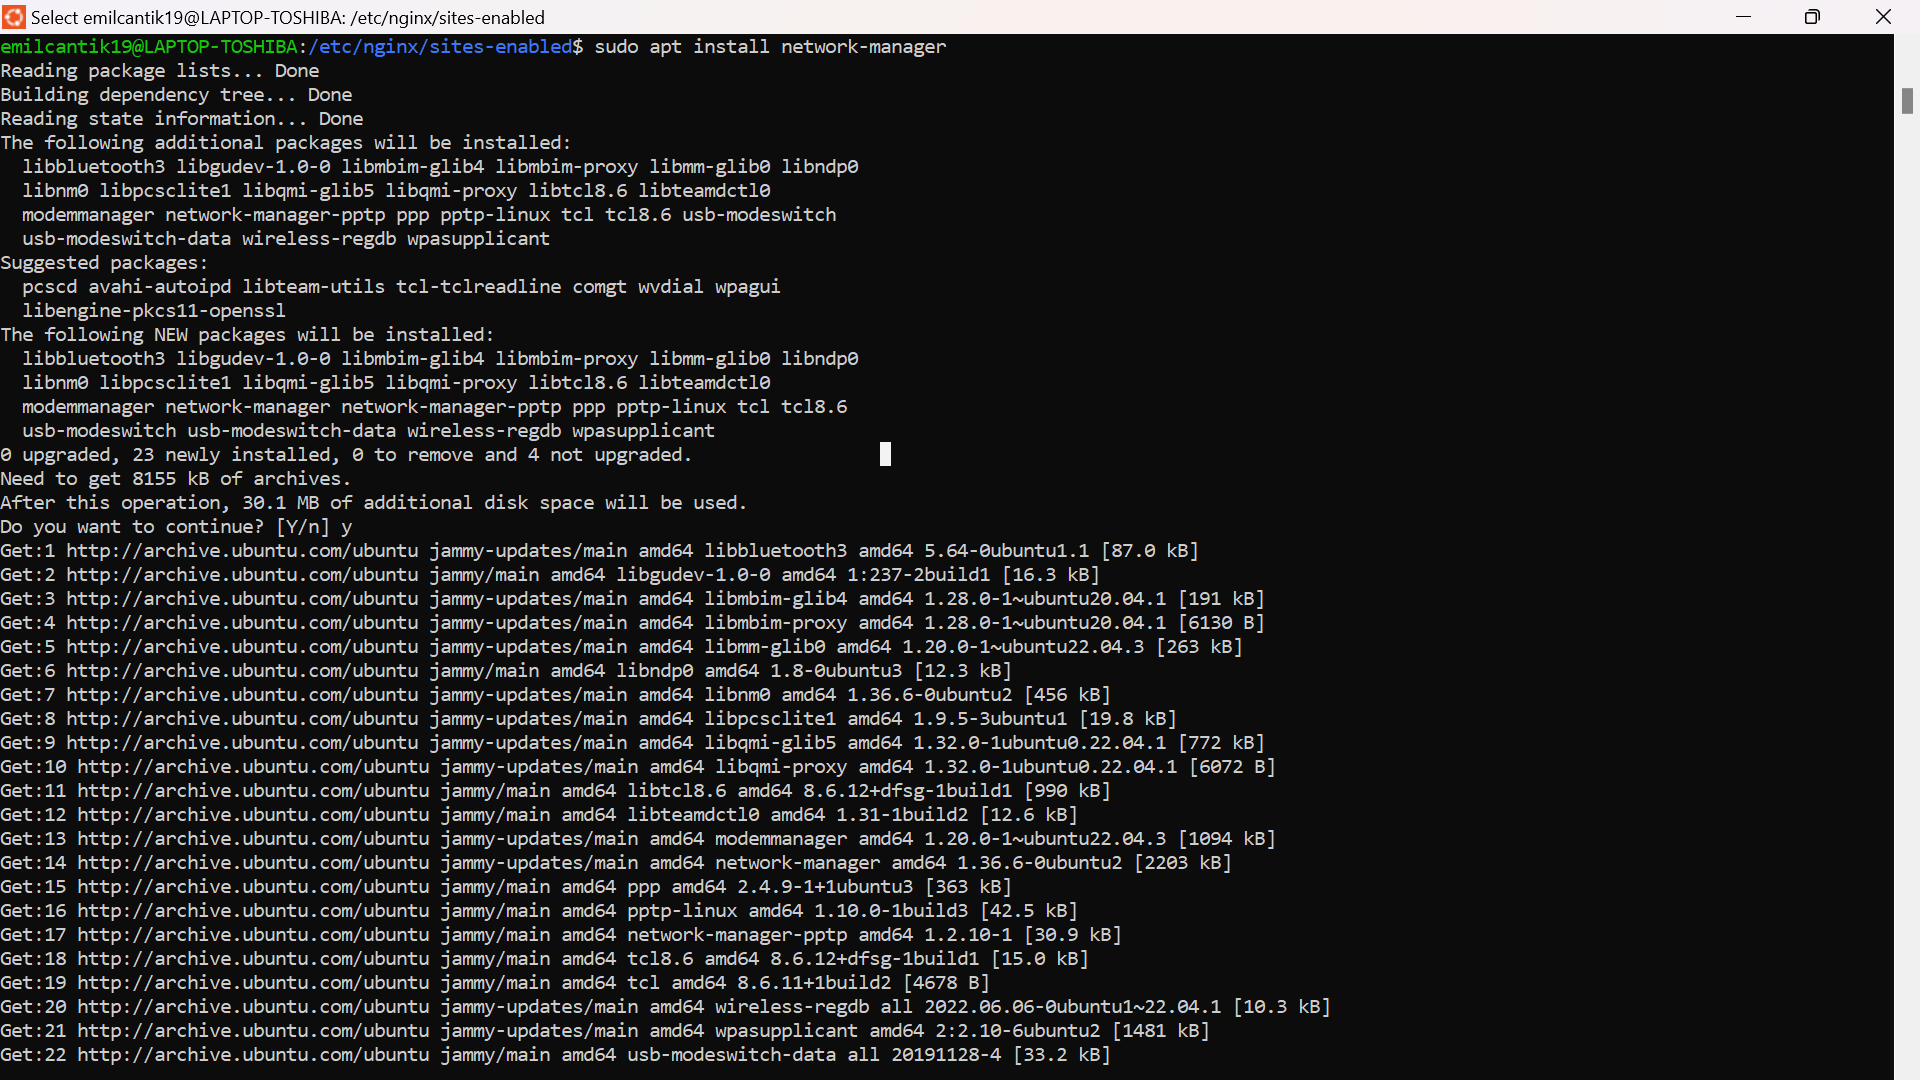 Select emilcantik19@LAPTOP-TOSHIBA: /etc/nginx/sites-enabled
emilcantik19@LAPTOP-TOSHIBA:/etc/nginx/sites-enabled$ sudo apt install network-manager
Reading package lists... Done
Building dependency tree... Done
Reading state information... Done
The following additional packages will be installed:
  libbluetooth3 libgudev-1.0-0 libmbim-glib4 libmbim-proxy libmm-glib0 libndp0
  libnm0 libpcsclite1 libqmi-glib5 libqmi-proxy libtcl8.6 libteamdctl0
  modemmanager network-manager-pptp ppp pptp-linux tcl tcl8.6 usb-modeswitch
  usb-modeswitch-data wireless-regdb wpasupplicant
Suggested packages:
  pcscd avahi-autoipd libteam-utils tcl-tclreadline comgt wvdial wpagui
  libengine-pkcs11-openssl
The following NEW packages will be installed:
  libbluetooth3 libgudev-1.0-0 libmbim-glib4 libmbim-proxy libmm-glib0 libndp0
  libnm0 libpcsclite1 libqmi-glib5 libqmi-proxy libtcl8.6 libteamdctl0
  modemmanager network-manager network-manager-pptp ppp pptp-linux tcl tcl8.6
  usb-modeswitch usb-modeswitch-data wireless-regdb wpasupplicant
0 upgraded, 23 newly installed, 0 to remove and 4 not upgraded.
Need to get 8155 kB of archives.
After this operation, 30.1 MB of additional disk space will be used.
Do you want to continue? [Y/n] y
Get:1 http://archive.ubuntu.com/ubuntu jammy-updates/main amd64 libbluetooth3 amd64 5.64-0ubuntu1.1 [87.0 kB]
Get:2 http://archive.ubuntu.com/ubuntu jammy/main amd64 libgudev-1.0-0 amd64 1:237-2build1 [16.3 kB]
Get:3 http://archive.ubuntu.com/ubuntu jammy-updates/main amd64 libmbim-glib4 amd64 1.28.0-1~ubuntu20.04.1 [191 kB]
Get:4 http://archive.ubuntu.com/ubuntu jammy-updates/main amd64 libmbim-proxy amd64 1.28.0-1~ubuntu20.04.1 [6130 B]
Get:5 http://archive.ubuntu.com/ubuntu jammy-updates/main amd64 libmm-glib0 amd64 1.20.0-1~ubuntu22.04.3 [263 kB]
Get:6 http://archive.ubuntu.com/ubuntu jammy/main amd64 libndp0 amd64 1.8-0ubuntu3 [12.3 kB]
Get:7 http://archive.ubuntu.com/ubuntu jammy-updates/main amd64 libnm0 amd64 1.36.6-0ubuntu2 [456 kB]
Get:8 http://archive.ubuntu.com/ubuntu jammy-updates/main amd64 libpcsclite1 amd64 1.9.5-3ubuntu1 [19.8 kB]
Get:9 http://archive.ubuntu.com/ubuntu jammy-updates/main amd64 libqmi-glib5 amd64 1.32.0-1ubuntu0.22.04.1 [772 kB]
Get:10 http://archive.ubuntu.com/ubuntu jammy-updates/main amd64 libqmi-proxy amd64 1.32.0-1ubuntu0.22.04.1 [6072 B]
Get:11 http://archive.ubuntu.com/ubuntu jammy/main amd64 libtcl8.6 amd64 8.6.12+dfsg-1build1 [990 kB]
Get:12 http://archive.ubuntu.com/ubuntu jammy/main amd64 libteamdctl0 amd64 1.31-1build2 [12.6 kB]
Get:13 http://archive.ubuntu.com/ubuntu jammy-updates/main amd64 modemmanager amd64 1.20.0-1~ubuntu22.04.3 [1094 kB]
Get:14 http://archive.ubuntu.com/ubuntu jammy-updates/main amd64 network-manager amd64 1.36.6-0ubuntu2 [2203 kB]
Get:15 http://archive.ubuntu.com/ubuntu jammy/main amd64 ppp amd64 2.4.9-1+1ubuntu3 [363 kB]
Get:16 http://archive.ubuntu.com/ubuntu jammy/main amd64 pptp-linux amd64 1.10.0-1build3 [42.5 kB]
Get:17 http://archive.ubuntu.com/ubuntu jammy/main amd64 network-manager-pptp amd64 1.2.10-1 [30.9 kB]
Get:18 http://archive.ubuntu.com/ubuntu jammy/main amd64 tcl8.6 amd64 8.6.12+dfsg-1build1 [15.0 kB]
Get:19 http://archive.ubuntu.com/ubuntu jammy/main amd64 tcl amd64 8.6.11+1build2 [4678 B]
Get:20 http://archive.ubuntu.com/ubuntu jammy-updates/main amd64 wireless-regdb all 2022.06.06-0ubuntu1~22.04.1 [10.3 kB]
Get:21 http://archive.ubuntu.com/ubuntu jammy-updates/main amd64 wpasupplicant amd64 2:2.10-6ubuntu2 [1481 kB]
Get:22 http://archive.ubuntu.com/ubuntu jammy/main amd64 usb-modeswitch-data all 20191128-4 [33.2 kB]